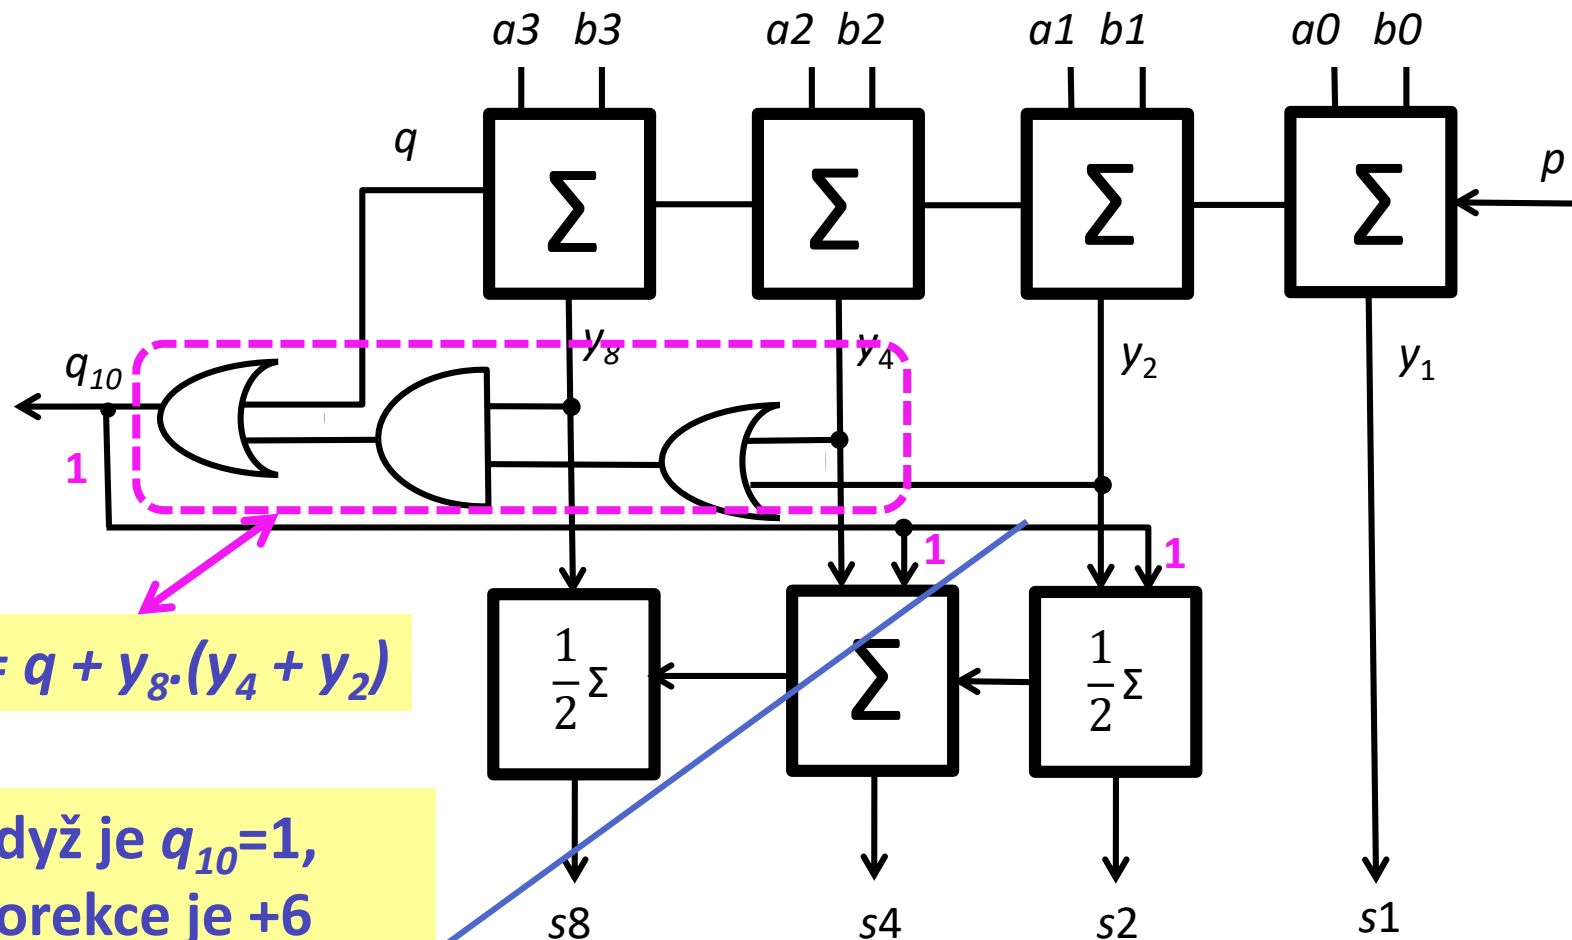 a3 b3 a2 b2 a1 b1 a0 b0
q Σ Σ Σ Σ p
y8 y4 y2 y1
q10
1
1 1
= q + y8.(y4 + y2)
1/2 Σ Σ 1/2 Σ
dyž je q10=1,
orekce je +6
s8 s4 s2 s1